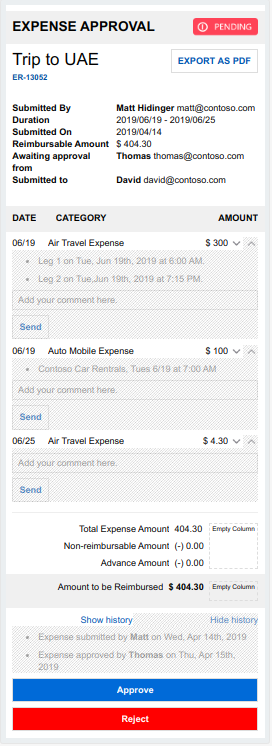 EXPENSE APPROVAL
PENDING
Trip to UAE
EXPORT AS PDF
ER-13052
Submitted By Matt Hidinger matt@contoso.com
Duration 2019/06/19 - 2019/06/25
Submitted On 2019/04/14
Reimbursable Amount $ 404.30
Awaiting approval from Thomas thomas@contoso.com
Submitted to David david@contoso.com
DATE CATEGORY AMOUNT
06/19 Air Travel Expense $ 300
Leg 1 on Tue, Jun 19th, 2019 at 6:00 AM.
Leg 2 on Tue,Jun 19th, 2019 at 7:15 PM.
Add your comment here.
Send
06/19 Auto Mobile Expense $ 100
Contoso Car Rentrals, Tues 6/19 at 7:00 AM
Add your comment here.
Send
06/25 Air Travel Expense $ 4.30
Add your comment here.
Send
Total Expense Amount 404.30 Empty Column
Non-reimbursable Amount (-) 0.00
Advance Amount (-) 0.00
Amount to be Reimbursed $ 404.30 Empty Column
Show history Hide history
Expense submitted by Matt on Wed, Apr 14th, 2019
Expense approved by Thomas on Thu, Apr 15th,
2019
Approve
Reject